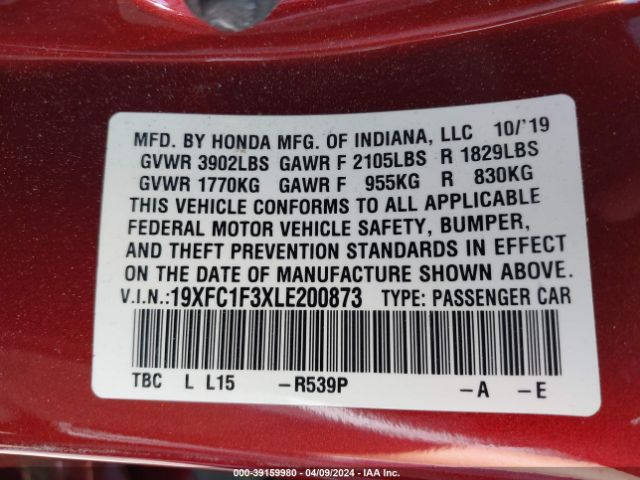 MFD. BY HONDA MFG. OF INDIANA, LLC 10/'19
GVWR 3902LBS GAWR F 2105LBS R 1829LBS
GVWR 1770KG GAWR F 955KG R 830KG
THIS VEHICLE CONFORMS TO ALL APPLICABLE
FEDERAL MOTOR VEHICLE SAFETY, BUMPER,
AND THEFT PREVENTION STANDARDS IN EFFECT
ON THE DATE OF MANUFACTURE SHOWN ABOVE.
V.I.N.:19XFC1F3XLE200873 TYPE: PASSENGER CAR
TBC L L15 -R539P -A -E
000-39159980 - 04/09/2024 - IAA Inc.